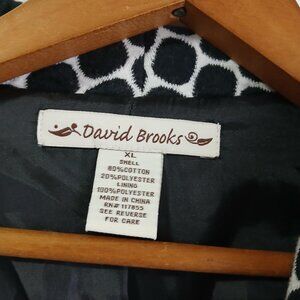 David Brooks
XL
SHELL
80%COTTON
20%POLYESTER
LINING
100%POLYESTER
MADE IN CHINA
RN# 117855
SEE REVERSE
FOR CARE